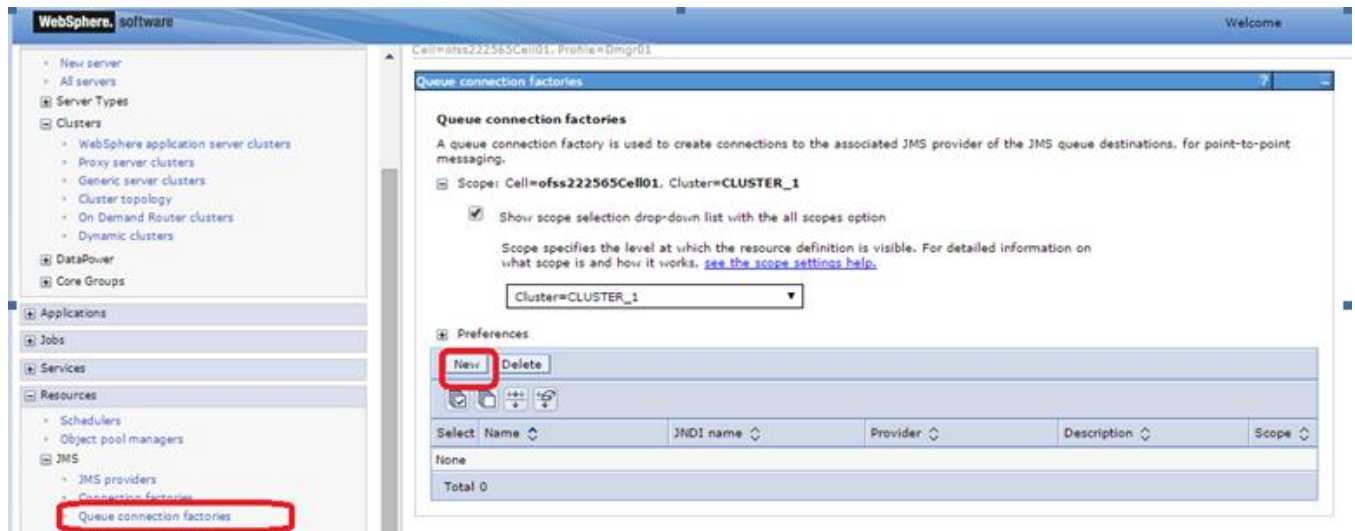 WebSphere. software
Welcome
New server
All servers
Server Types
Clusters
WebSphere application server clusters
Proxy server clusters
Generic server clusters
Cluster topology
On Demand Router clusters
Dynamic clusters
DataPower
Core Groups
Applications
Jobs
Services
Resources
Schedulers
Object pool managers
JMS
JMS providers
Connection factories
Queue connection factories
Cell=ofss222565Cell01, Profile=Dmgr01
Queue connection factories
?
Queue connection factories
A queue connection factory is used to create connections to the associated JMS provider of the JMS queue destinations, for point-to-point
messaging.
Scope: Cell=ofss222565Cell01, Cluster=CLUSTER_1
Show scope selection drop-down list with the all scopes option
Scope specifies the level at which the resource definition is visible. For detailed information on
what scope is and how it works, see the scope settings help.
Cluster=CLUSTER_1
Preferences
New Delete
Select Name JNDI name Provider Description Scope
None
Total 0